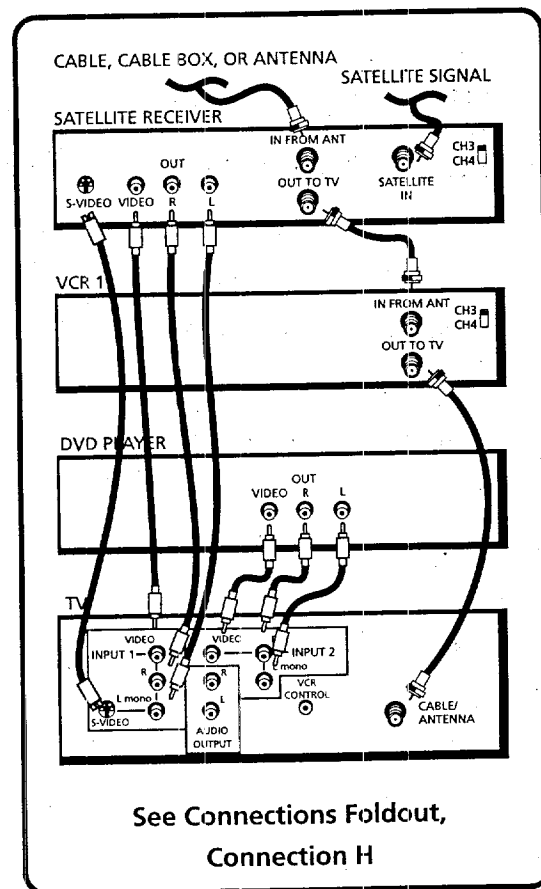 CABLE, CABLE BOX, OR ANTENNA
SATELLITE SIGNAL
SATELLITE RECEIVER
IN FROM ANT
CH3
CH4
OUT
OUT TO TV
SATELLITE
IN
S-VIDEO VIDEO R L
VCR 1
IN FROM ANT
CH3
CH4
OUT TO TV
DVD PLAYER
OUT
VIDEO R L
TV
VIDEO
VIDEO
INPUT 1
INPUT 2
R
R
L mono
L mono
L
VCR
CONTROL
S-VIDEO
AUDIO
OUTPUT
CABLE/
ANTENNA
See Connections Foldout,
Connection H